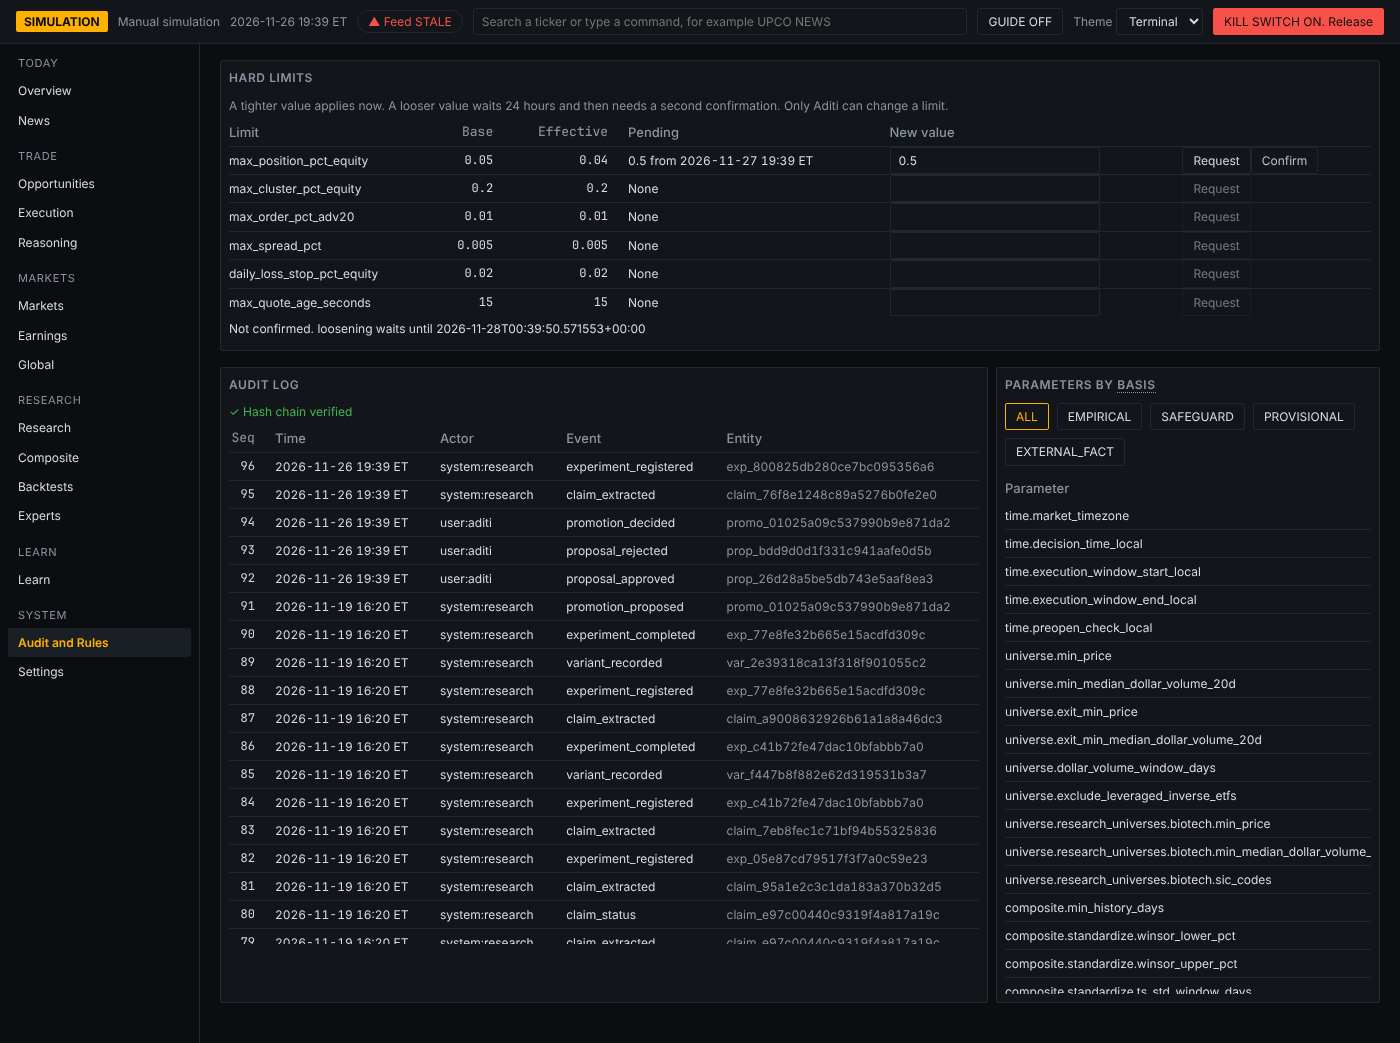 SIMULATION Manual simulation 2026-11-26 19:39 ET ▲ Feed STALE Search a ticker or type a command, for example UPCO NEWS GUIDE OFF Theme Terminal KILL SWITCH ON. Release
TODAY
Overview
News
TRADE
Opportunities
Execution
Reasoning
MARKETS
Markets
Earnings
Global
RESEARCH
Research
Composite
Backtests
Experts
LEARN
Learn
SYSTEM
Audit and Rules
Settings
HARD LIMITS
A tighter value applies now. A looser value waits 24 hours and then needs a second confirmation. Only Aditi can change a limit.
Limit Base Effective Pending New value
max_position_pct_equity 0.05 0.04 0.5 from 2026-11-27 19:39 ET 0.5 Request Confirm
max_cluster_pct_equity 0.2 0.2 None Request
max_order_pct_adv20 0.01 0.01 None Request
max_spread_pct 0.005 0.005 None Request
daily_loss_stop_pct_equity 0.02 0.02 None Request
max_quote_age_seconds 15 15 None Request
Not confirmed. loosening waits until 2026-11-28T00:39:50.571553+00:00
AUDIT LOG
✓ Hash chain verified
Seq Time Actor Event Entity
96 2026-11-26 19:39 ET system:research experiment_registered exp_800825db280ce7bc095356a6
95 2026-11-26 19:39 ET system:research claim_extracted claim_76f8e1248c89a5276b0fe2e0
94 2026-11-26 19:39 ET user:aditi promotion_decided promo_01025a09c537990b9e871da2
93 2026-11-26 19:39 ET user:aditi proposal_rejected prop_bdd9d0d1f331c941aafe0d5b
92 2026-11-26 19:39 ET user:aditi proposal_approved prop_26d28a5be5db743e5aaf8ea3
91 2026-11-19 16:20 ET system:research promotion_proposed promo_01025a09c537990b9e871da2
90 2026-11-19 16:20 ET system:research experiment_completed exp_77e8fe32b665e15acdfd309c
89 2026-11-19 16:20 ET system:research variant_recorded var_2e39318ca13f318f901055c2
88 2026-11-19 16:20 ET system:research experiment_registered exp_77e8fe32b665e15acdfd309c
87 2026-11-19 16:20 ET system:research claim_extracted claim_a9008632926b61a1a8a46dc3
86 2026-11-19 16:20 ET system:research experiment_completed exp_c41b72fe47dac10bfabbb7a0
85 2026-11-19 16:20 ET system:research variant_recorded var_f447b8f882e62d319531b3a7
84 2026-11-19 16:20 ET system:research experiment_registered exp_c41b72fe47dac10bfabbb7a0
83 2026-11-19 16:20 ET system:research claim_extracted claim_7eb8fec1c71bf94b55325836
82 2026-11-19 16:20 ET system:research experiment_registered exp_05e87cd79517f3f7a0c59e23
81 2026-11-19 16:20 ET system:research claim_extracted claim_95a1e2c3c1da183a370b32d5
80 2026-11-19 16:20 ET system:research claim_status claim_e97c00440c9319f4a817a19c
79 2026-11-19 16:20 ET system:research claim_extracted claim_e97c00440c9319f4a817a19c
PARAMETERS BY BASIS
ALL EMPIRICAL SAFEGUARD PROVISIONAL
EXTERNAL_FACT
Parameter
time.market_timezone
time.decision_time_local
time.execution_window_start_local
time.execution_window_end_local
time.preopen_check_local
universe.min_price
universe.min_median_dollar_volume_20d
universe.exit_min_price
universe.exit_min_median_dollar_volume_20d
universe.dollar_volume_window_days
universe.exclude_leveraged_inverse_etfs
universe.research_universes.biotech.min_price
universe.research_universes.biotech.min_median_dollar_volume_
universe.research_universes.biotech.sic_codes
composite.min_history_days
composite.standardize.winsor_lower_pct
composite.standardize.winsor_upper_pct
composite.standardize.ts_std_window_days